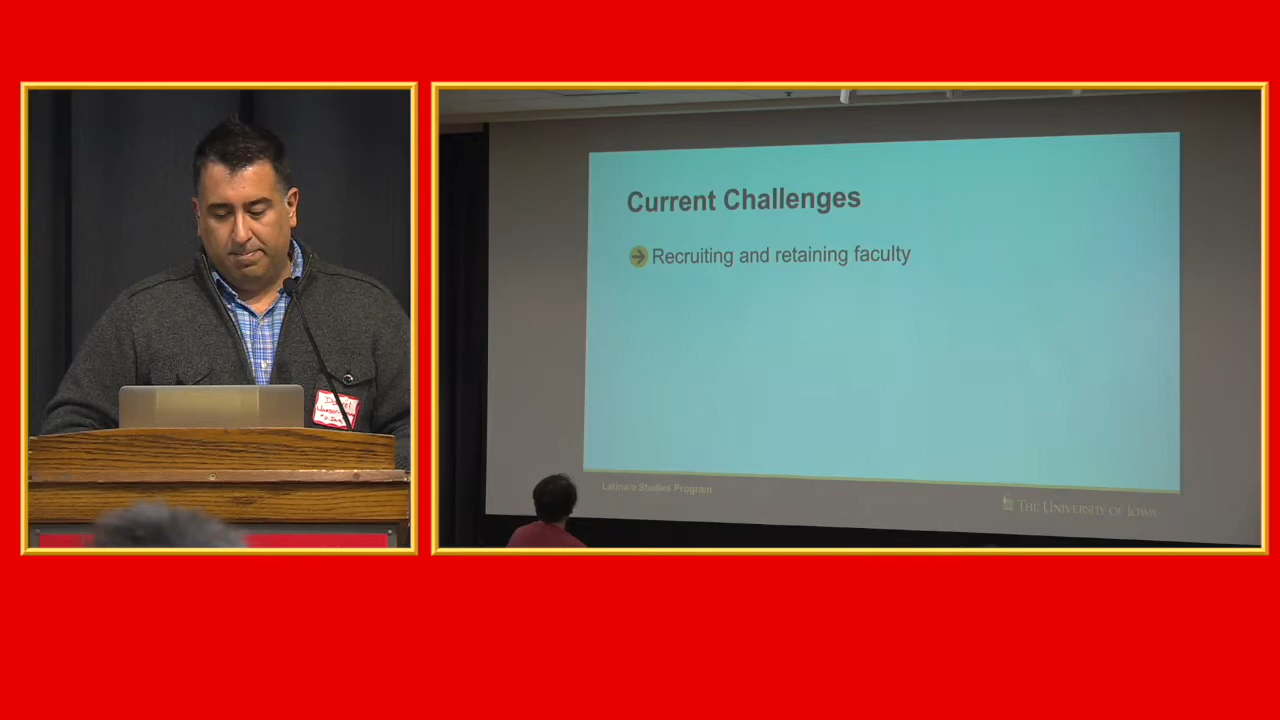 Current Challenges
Recruiting and retaining faculty
Latina/o Studies Program
THE UNIVERSITY OF IOWA